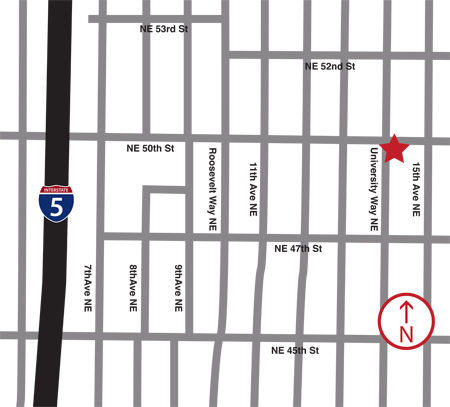 NE 53rd St
NE 52nd St
NE 50th St
Roosevelt Way NE
11th Ave NE
University Way NE
15th Ave NE
INTERSTATE
5
7thAve NE
8thAve NE
9thAve NE
NE 47th St
N
NE 45th St